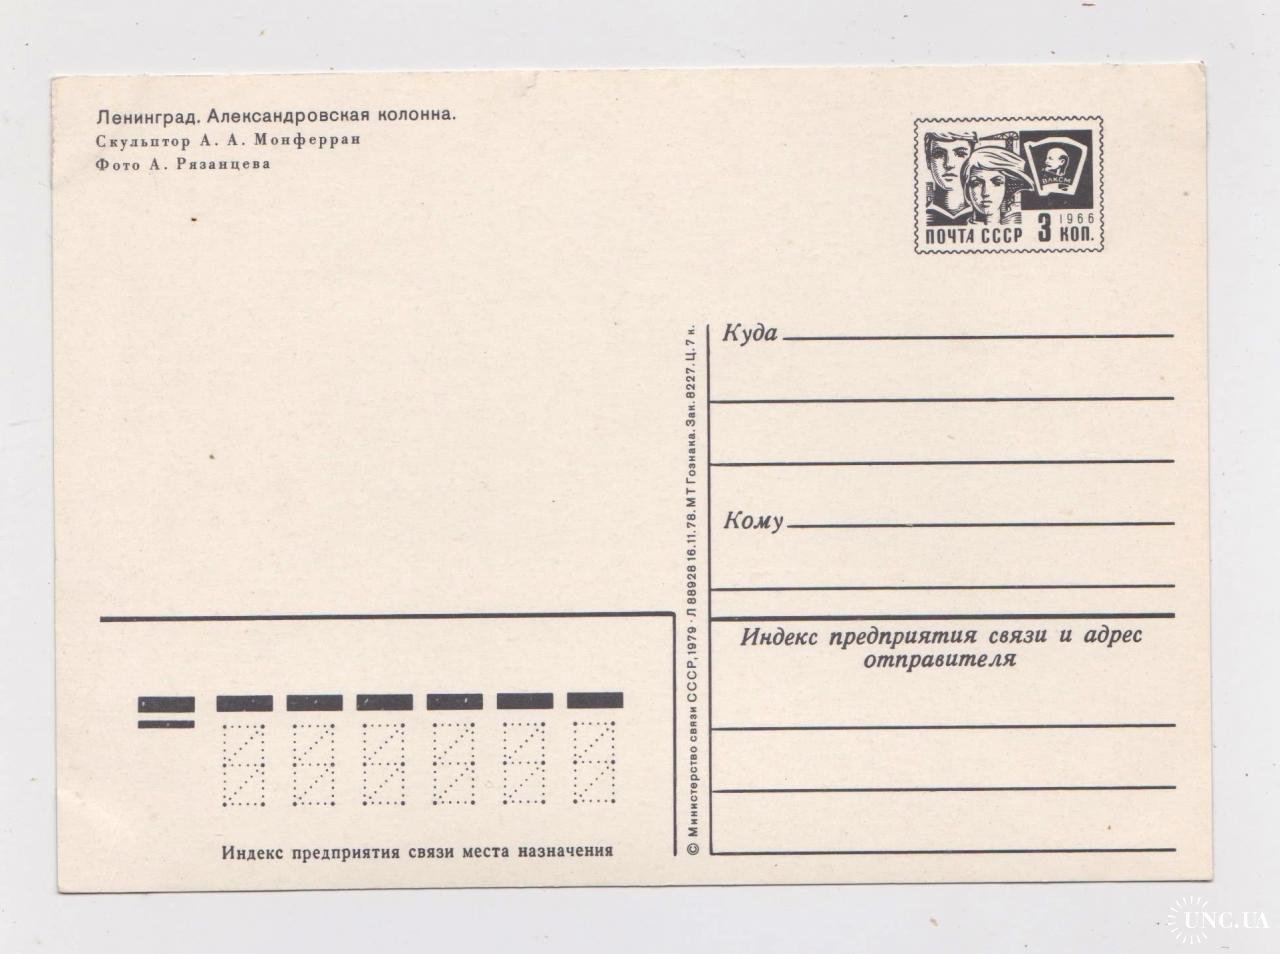 Ленинград. Александровская колонна.
Скульптор А. А. Монферран
Фото А. Рязанцева
ВЛКСМ
1966
ПОЧТА СССР 3 КОП.
Куда
Кому
Индекс предприятия связи и адрес
отправителя
© Министерство связи СССР, 1979 · Л 88928 16.11.78. МТ Гознака. Зак. 8227. Ц. 7 к.
Индекс предприятия связи места назначения
UNC.UA